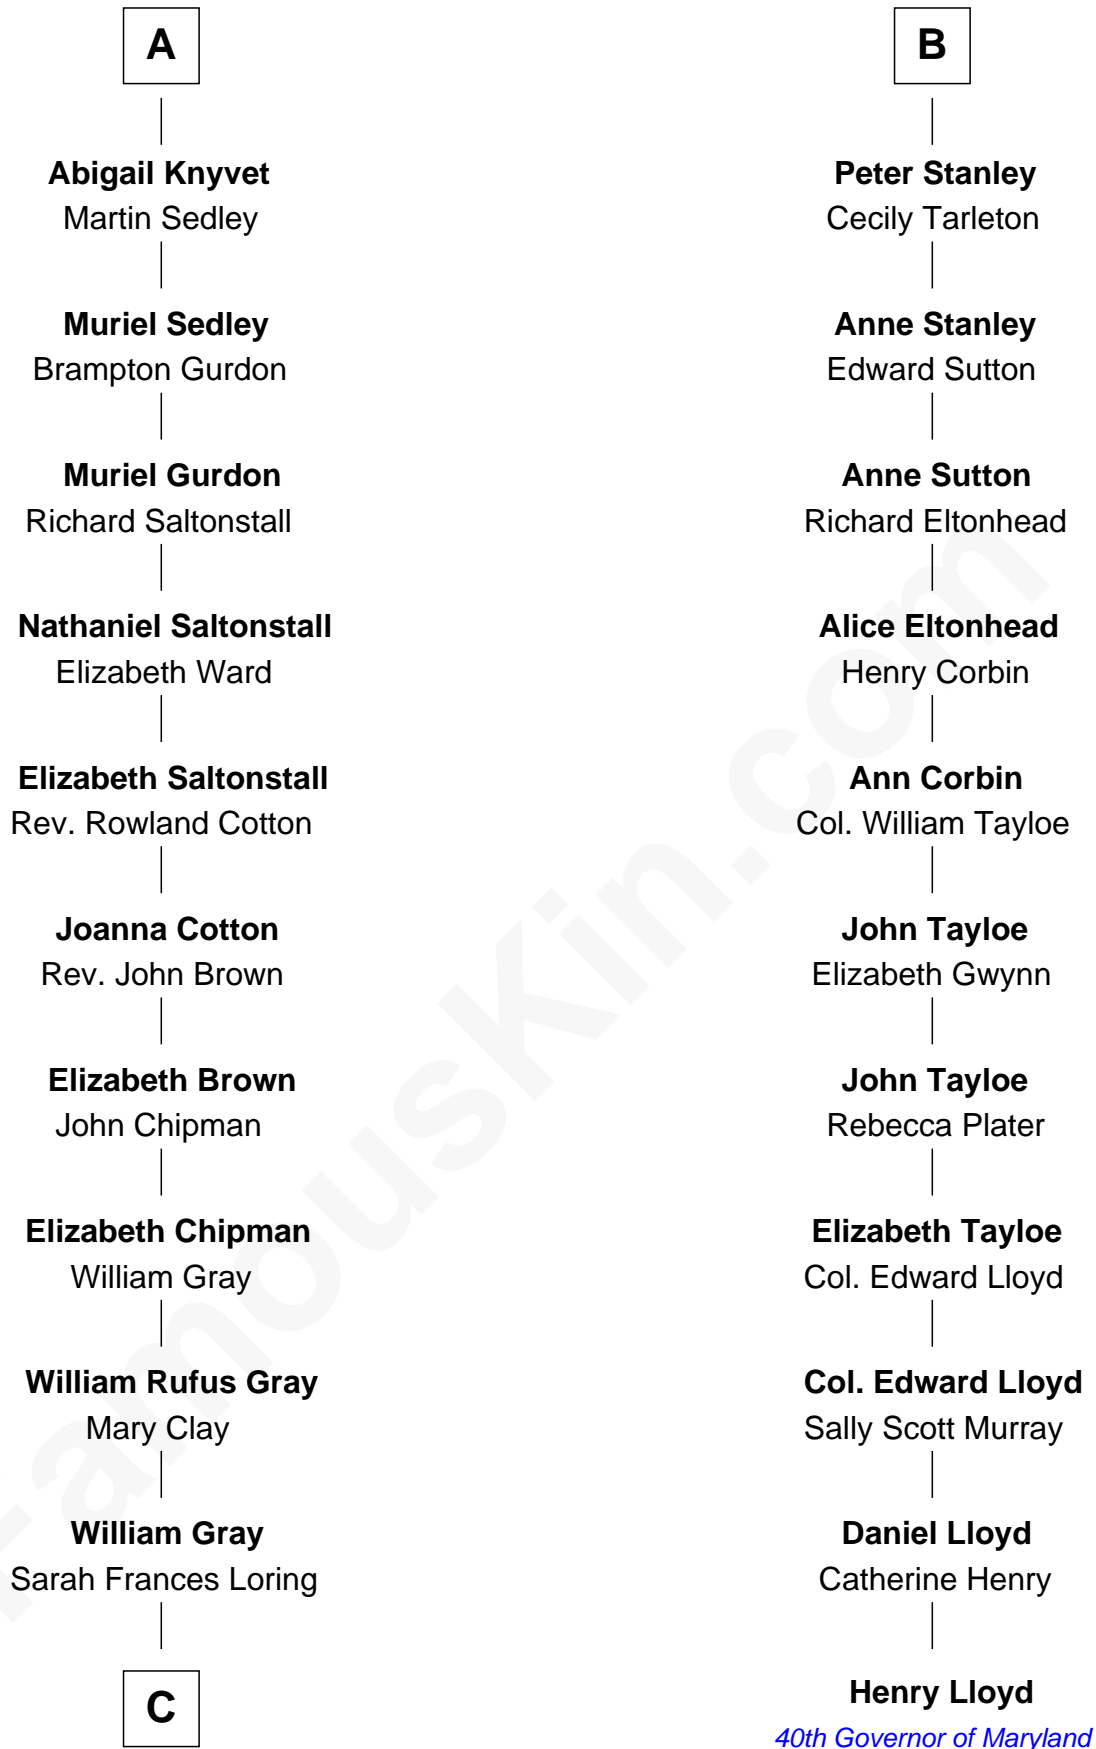 A
Abigail Knyvet
Martin Sedley
Muriel Sedley
Brampton Gurdon
Muriel Gurdon
Richard Saltonstall
Nathaniel Saltonstall
Elizabeth Ward
Elizabeth Saltonstall
Rev. Rowland Cotton
Joanna Cotton
Rev. John Brown
Elizabeth Brown
John Chipman
Elizabeth Chipman
William Gray
William Rufus Gray
Mary Clay
William Gray
Sarah Frances Loring
C
B
Peter Stanley
Cecily Tarleton
Anne Stanley
Edward Sutton
Anne Sutton
Richard Eltonhead
Alice Eltonhead
Henry Corbin
Ann Corbin
Col. William Tayloe
John Tayloe
Elizabeth Gwynn
John Tayloe
Rebecca Plater
Elizabeth Tayloe
Col. Edward Lloyd
Col. Edward Lloyd
Sally Scott Murray
Daniel Lloyd
Catherine Henry
Henry Lloyd
40th Governor of Maryland
FamousKin.com